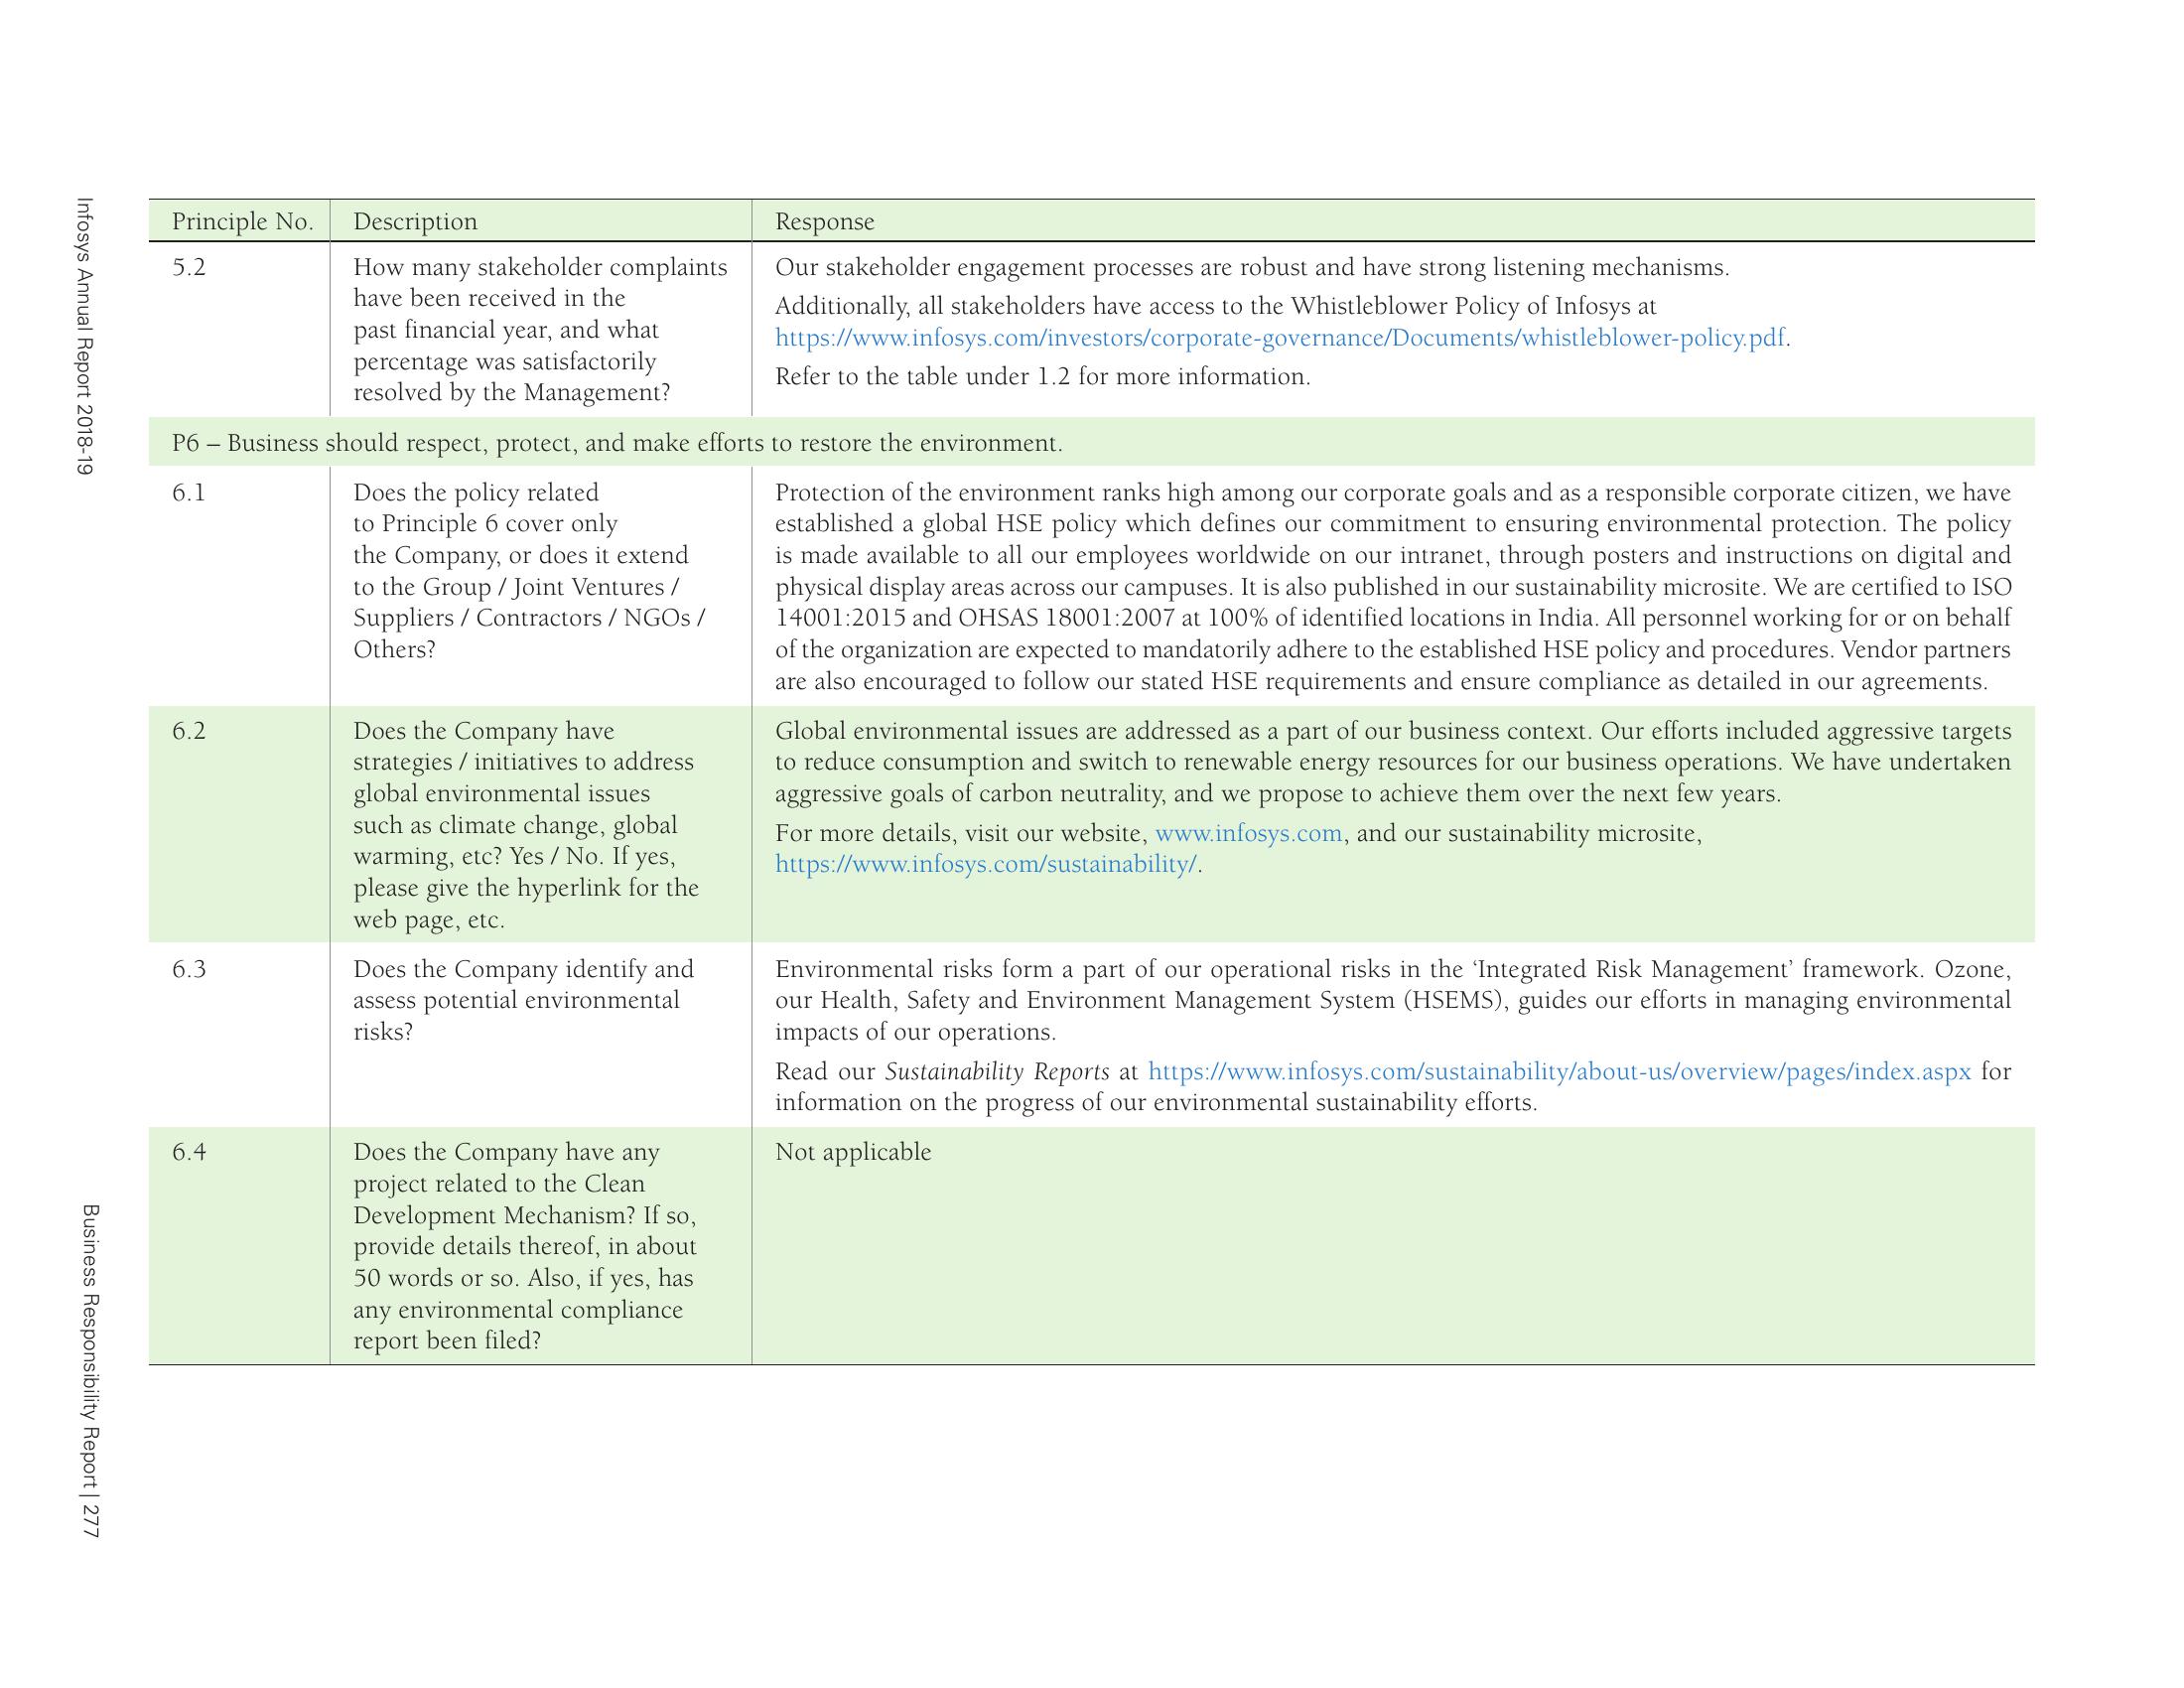 Infosys Annual Report 2018-19
Principle No. Description Response
5.2 How many stakeholder complaints
have been received in the
past financial year, and what
percentage was satisfactorily
resolved by the Management?
Our stakeholder engagement processes are robust and have strong listening mechanisms.
Additionally, all stakeholders have access to the Whistleblower Policy of Infosys at
https://www.infosys.com/investors/corporate-governance/Documents/whistleblower-policy.pdf.
Refer to the table under 1.2 for more information.
P6 – Business should respect, protect, and make efforts to restore the environment.
6.1 Does the policy related
to Principle 6 cover only
the Company, or does it extend
to the Group / Joint Ventures /
Suppliers / Contractors / NGOs /
Others?
Protection of the environment ranks high among our corporate goals and as a responsible corporate citizen, we have
established a global HSE policy which defines our commitment to ensuring environmental protection. The policy
is made available to all our employees worldwide on our intranet, through posters and instructions on digital and
physical display areas across our campuses. It is also published in our sustainability microsite. We are certified to ISO
14001:2015 and OHSAS 18001:2007 at 100% of identified locations in India. All personnel working for or on behalf
of the organization are expected to mandatorily adhere to the established HSE policy and procedures. Vendor partners
are also encouraged to follow our stated HSE requirements and ensure compliance as detailed in our agreements.
6.2 Does the Company have
strategies / initiatives to address
global environmental issues
such as climate change, global
warming, etc? Yes / No. If yes,
please give the hyperlink for the
web page, etc.
Global environmental issues are addressed as a part of our business context. Our efforts included aggressive targets
to reduce consumption and switch to renewable energy resources for our business operations. We have undertaken
aggressive goals of carbon neutrality, and we propose to achieve them over the next few years.
For more details, visit our website, www.infosys.com, and our sustainability microsite,
https://www.infosys.com/sustainability/.
6.3 Does the Company identify and
assess potential environmental
risks?
Environmental risks form a part of our operational risks in the ‘Integrated Risk Management’ framework. Ozone,
our Health, Safety and Environment Management System (HSEMS), guides our efforts in managing environmental
impacts of our operations.
Read our Sustainability Reports at https://www.infosys.com/sustainability/about-us/overview/pages/index.aspx for
information on the progress of our environmental sustainability efforts.
6.4 Does the Company have any
project related to the Clean
Development Mechanism? If so,
provide details thereof, in about
50 words or so. Also, if yes, has
any environmental compliance
report been filed?
Not applicable
Business Responsibility Report | 277